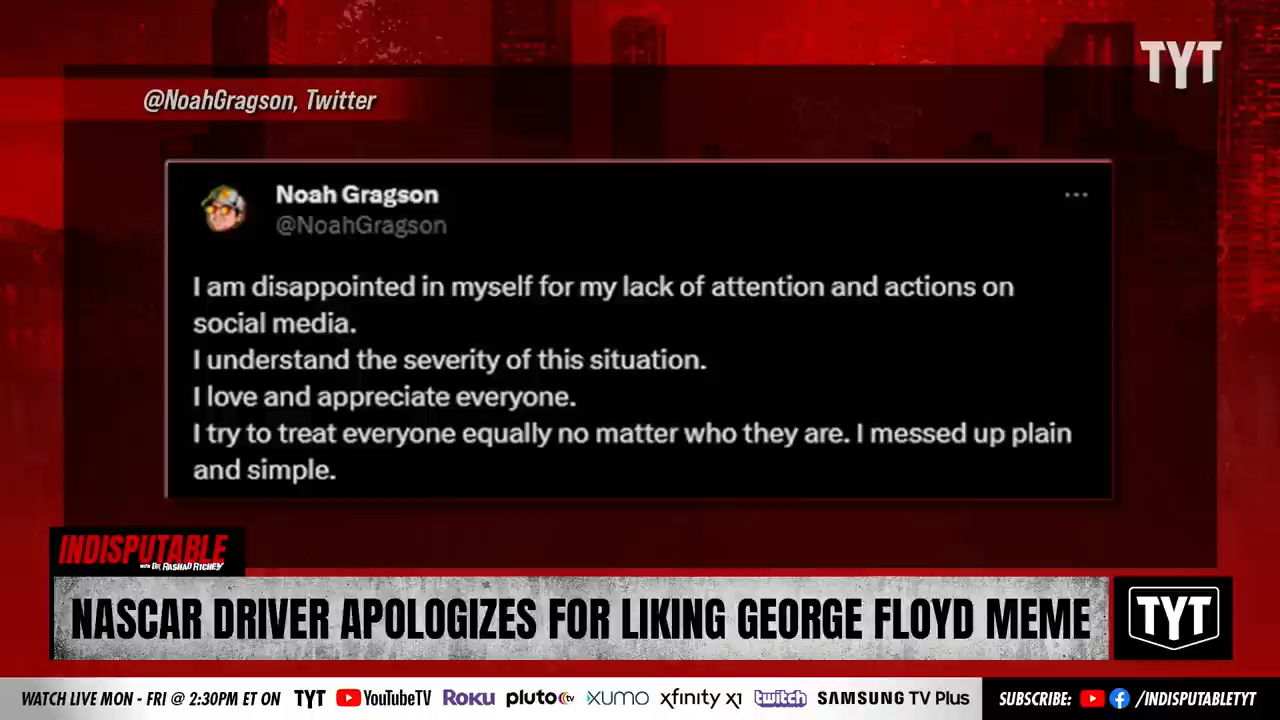 TYT
@NoahGragson, Twitter
Noah Gragson
@NoahGragson
I am disappointed in myself for my lack of attention and actions on
social media.
I understand the severity of this situation.
I love and appreciate everyone.
I try to treat everyone equally no matter who they are. I messed up plain
and simple.
INDISPUTABLE
WITH DR. RASHAD RICHEY
NASCAR DRIVER APOLOGIZES FOR LIKING GEORGE FLOYD MEME
TYT
WATCH LIVE MON - FRI @ 2:30PM ET ON TYT YouTubeTV ROKU pluto tv XUMO xfinity x1 twitch SAMSUNG TV Plus SUBSCRIBE: /INDISPUTABLETYT